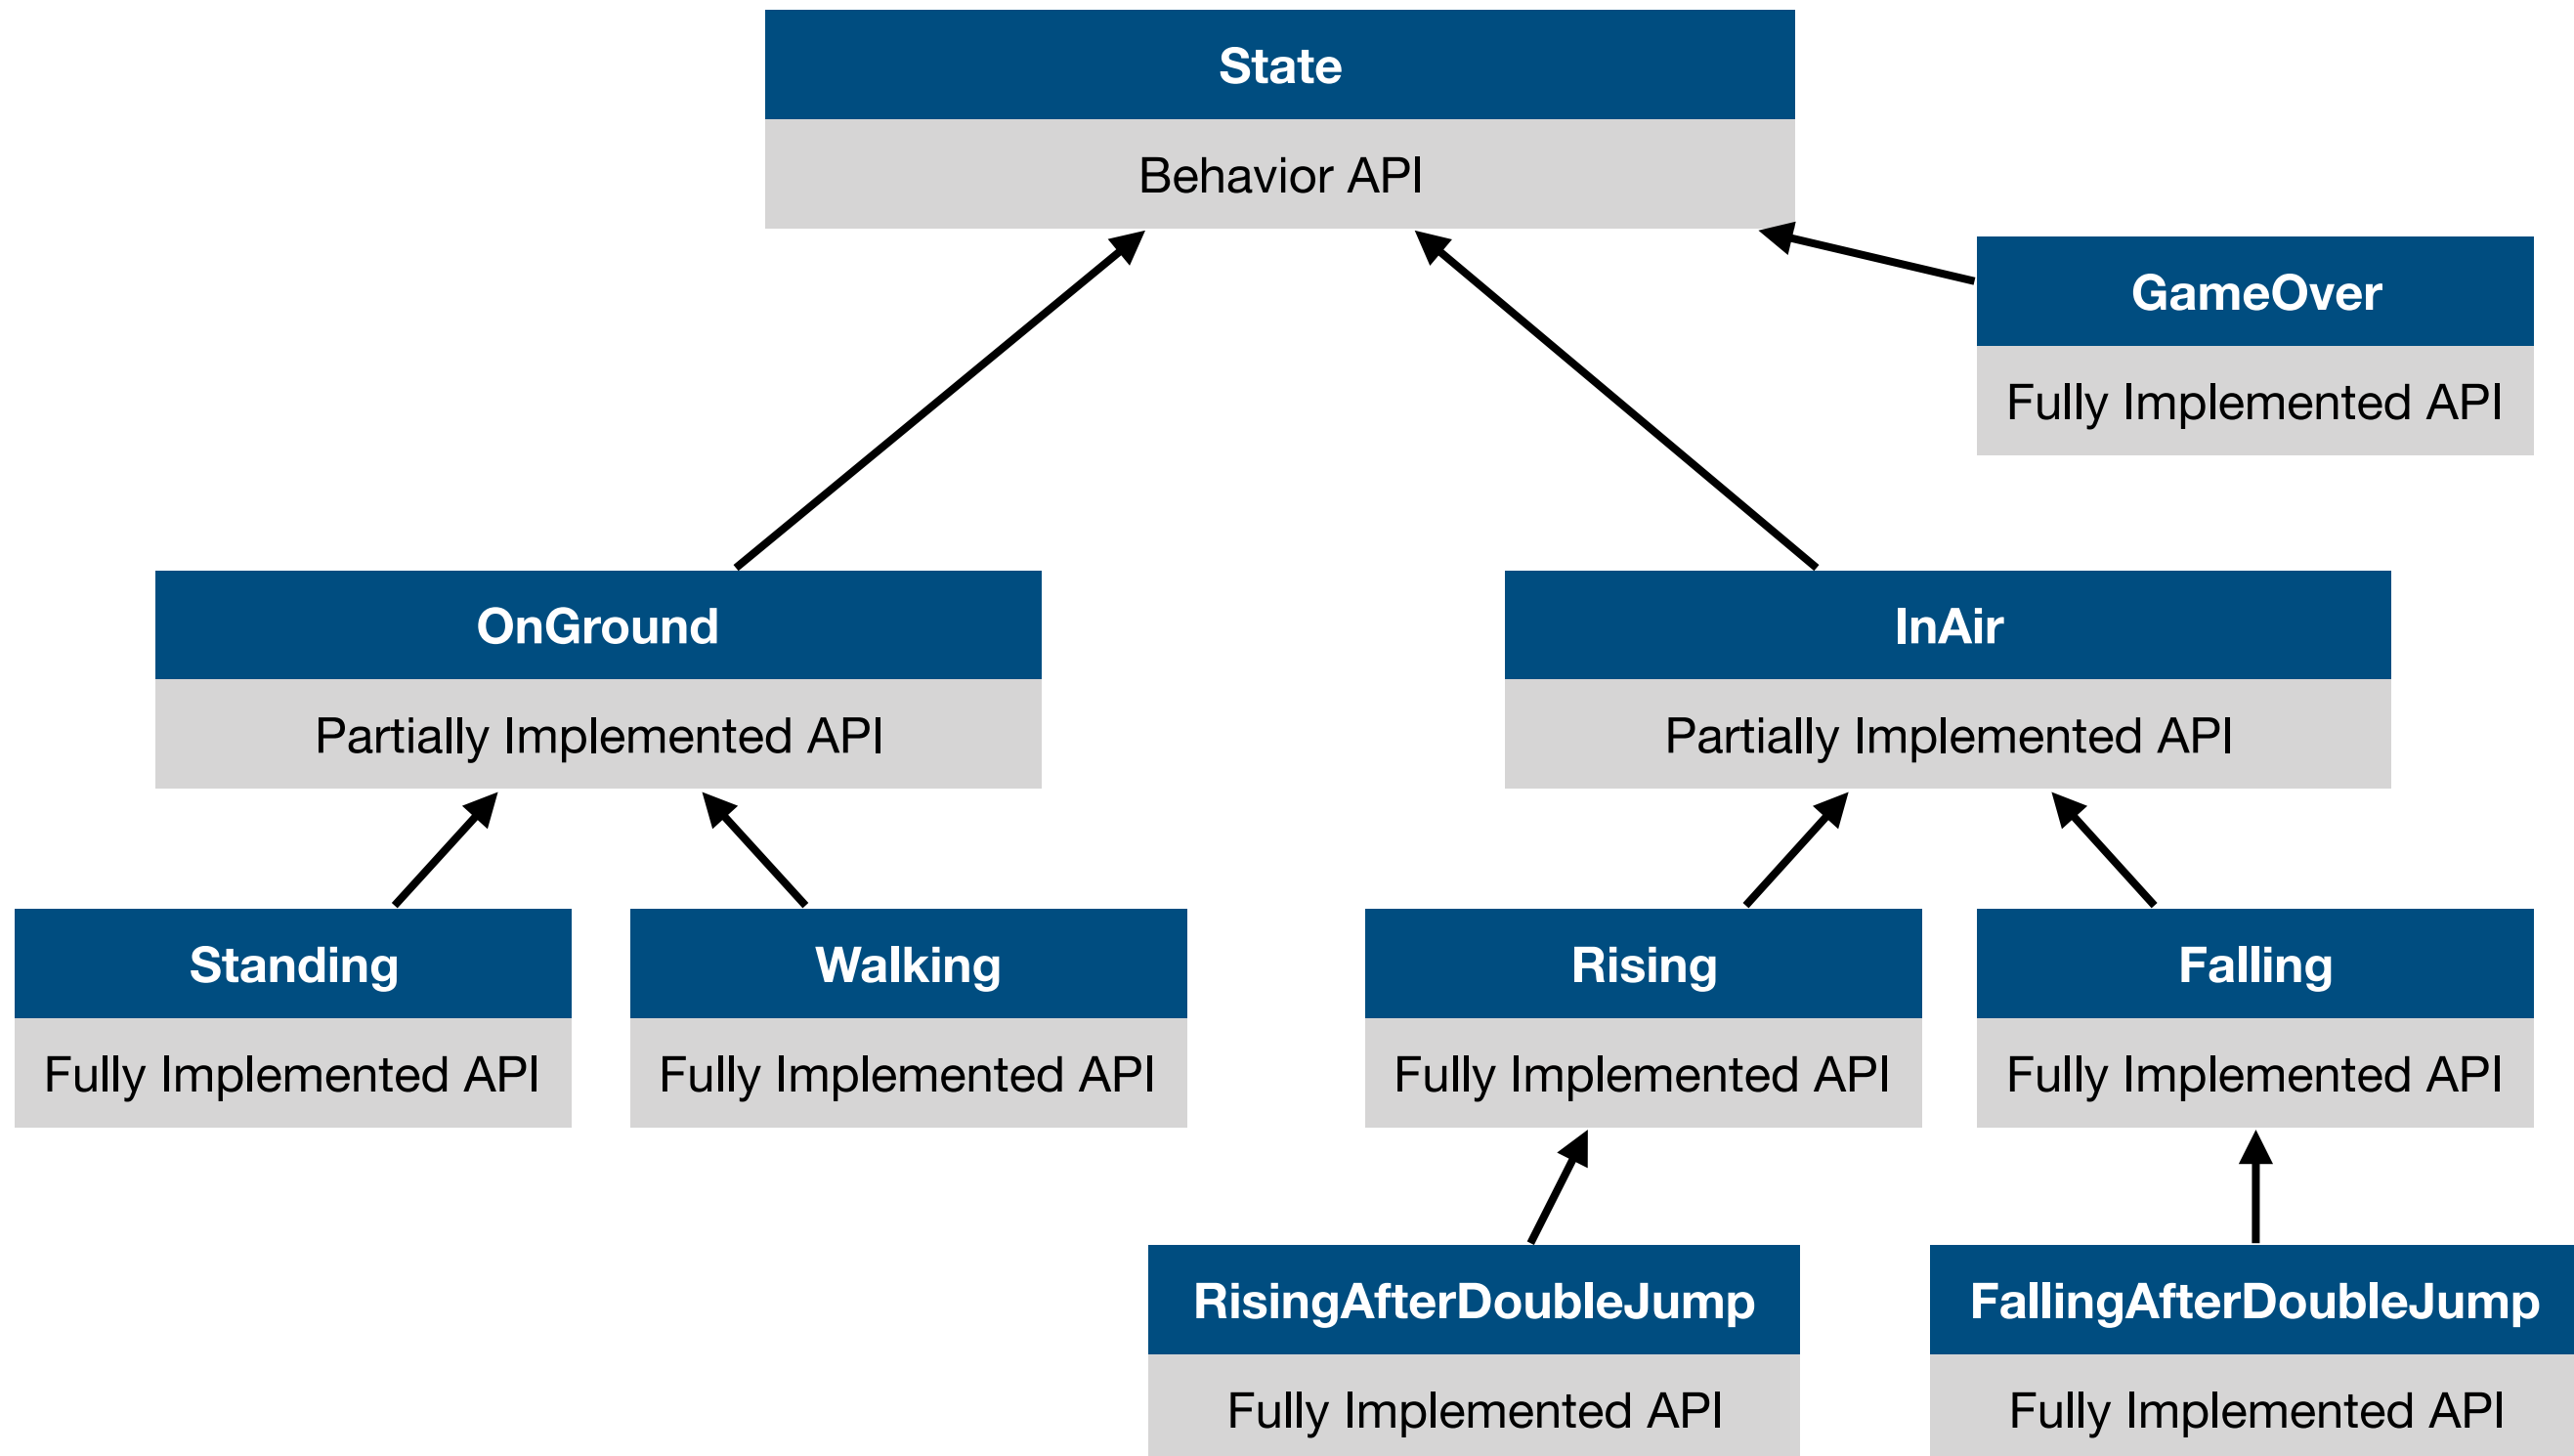 State
Behavior API
GameOver
Fully Implemented API
OnGround
Partially Implemented API
InAir
Partially Implemented API
Standing
Fully Implemented API
Walking
Fully Implemented API
Rising
Fully Implemented API
Falling
Fully Implemented API
RisingAfterDoubleJump
Fully Implemented API
FallingAfterDoubleJump
Fully Implemented API